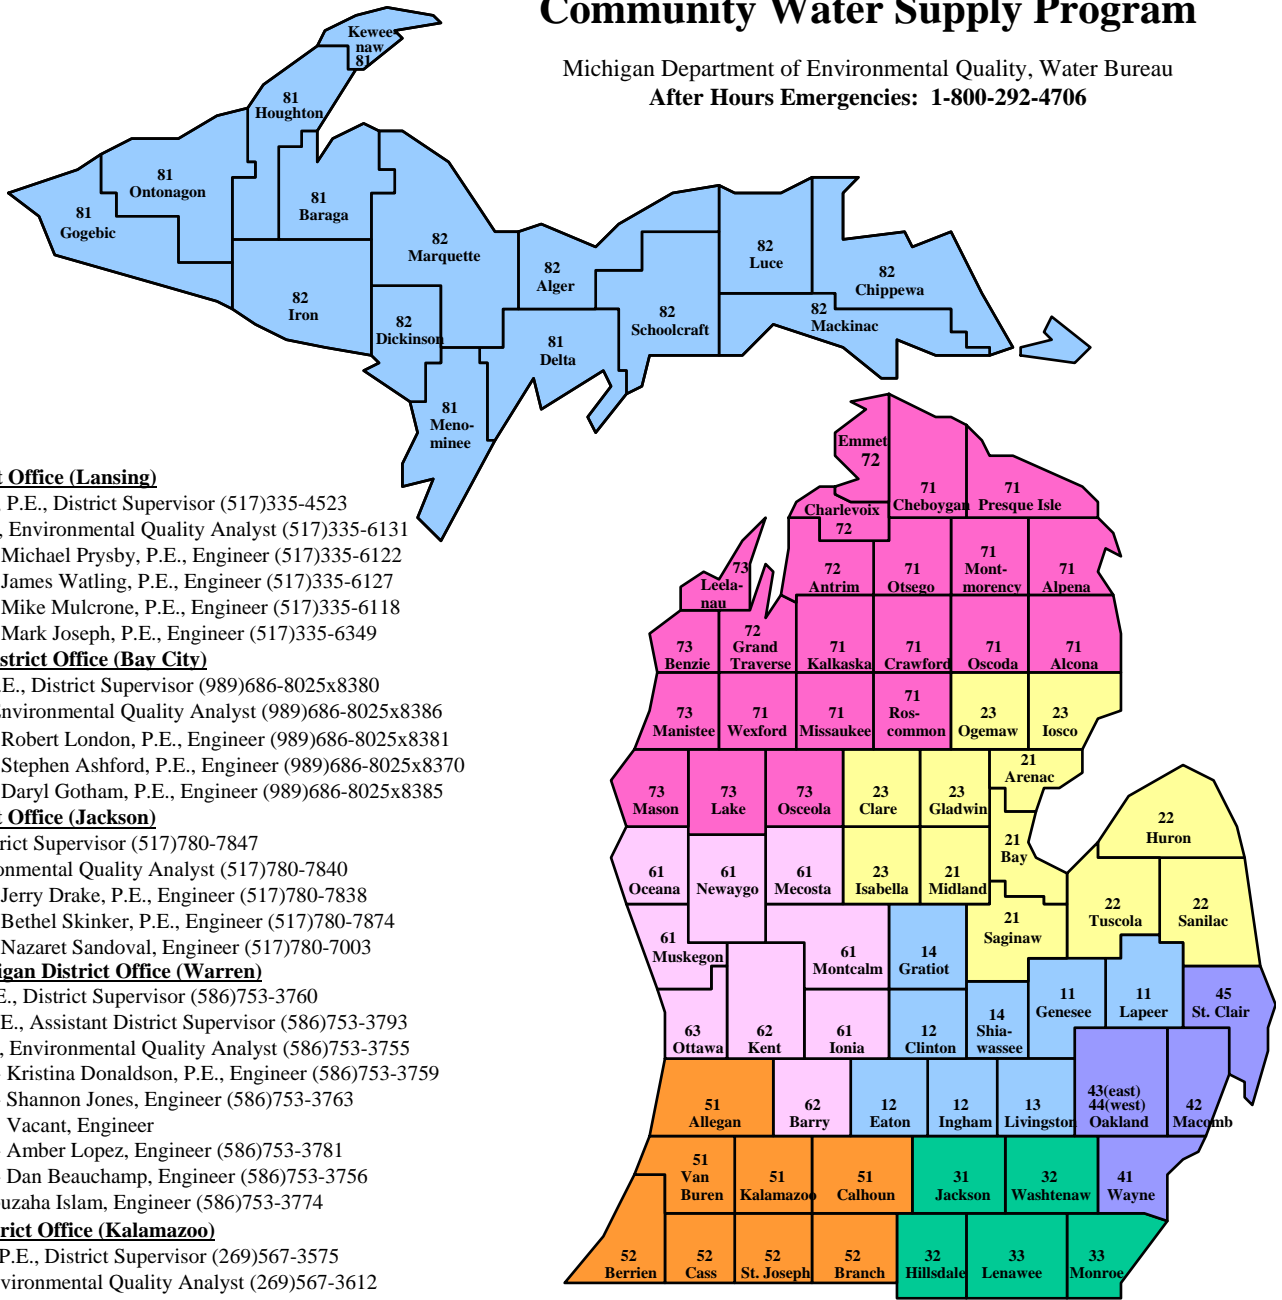 Community Water Supply Program
Michigan Department of Environmental Quality, Water Bureau
After Hours Emergencies: 1-800-292-4706
Kewee-
naw
81
81
Houghton
81
Ontonagon
81
Baraga
81
Gogebic
82
Marquette
82
Alger
82
Luce
82
Chippewa
82
Iron
82
Dickinson
82
Schoolcraft
82
Mackinac
81
Delta
81
Meno-
minee
Emmet
72
71
Cheboygan
71
Presque Isle
Charlevoix
72
73
Leela-
nau
72
Antrim
71
Otsego
71
Mont-
morency
71
Alpena
73
Benzie
72
Grand
Traverse
71
Kalkaska
71
Crawford
71
Oscoda
71
Alcona
73
Manistee
71
Wexford
71
Missaukee
71
Ros-
common
23
Ogemaw
23
Iosco
73
Mason
73
Lake
73
Osceola
23
Clare
23
Gladwin
21
Arenac
22
Huron
61
Oceana
61
Newaygo
61
Mecosta
23
Isabella
21
Midland
21
Bay
22
Tuscola
22
Sanilac
61
Muskegon
61
Montcalm
14
Gratiot
21
Saginaw
63
Ottawa
62
Kent
61
Ionia
12
Clinton
14
Shia-
wassee
11
Genesee
11
Lapeer
45
St. Clair
51
Allegan
62
Barry
12
Eaton
12
Ingham
13
Livingston
43(east)
44(west)
Oakland
42
Macomb
51
Van
Buren
51
Kalamazoo
51
Calhoun
31
Jackson
32
Washtenaw
41
Wayne
52
Berrien
52
Cass
52
St. Joseph
52
Branch
32
Hillsdale
33
Lenawee
33
Monroe
t Office (Lansing)
, P.E., District Supervisor (517)335-4523
, Environmental Quality Analyst (517)335-6131
Michael Prysby, P.E., Engineer (517)335-6122
James Watling, P.E., Engineer (517)335-6127
Mike Mulcrone, P.E., Engineer (517)335-6118
Mark Joseph, P.E., Engineer (517)335-6349
strict Office (Bay City)
.E., District Supervisor (989)686-8025x8380
Environmental Quality Analyst (989)686-8025x8386
Robert London, P.E., Engineer (989)686-8025x8381
Stephen Ashford, P.E., Engineer (989)686-8025x8370
Daryl Gotham, P.E., Engineer (989)686-8025x8385
t Office (Jackson)
rict Supervisor (517)780-7847
onmental Quality Analyst (517)780-7840
Jerry Drake, P.E., Engineer (517)780-7838
Bethel Skinker, P.E., Engineer (517)780-7874
Nazaret Sandoval, Engineer (517)780-7003
igan District Office (Warren)
E., District Supervisor (586)753-3760
E., Assistant District Supervisor (586)753-3793
, Environmental Quality Analyst (586)753-3755
Kristina Donaldson, P.E., Engineer (586)753-3759
Shannon Jones, Engineer (586)753-3763
Vacant, Engineer
Amber Lopez, Engineer (586)753-3781
Dan Beauchamp, Engineer (586)753-3756
uzaha Islam, Engineer (586)753-3774
rict Office (Kalamazoo)
P.E., District Supervisor (269)567-3575
nvironmental Quality Analyst (269)567-3612